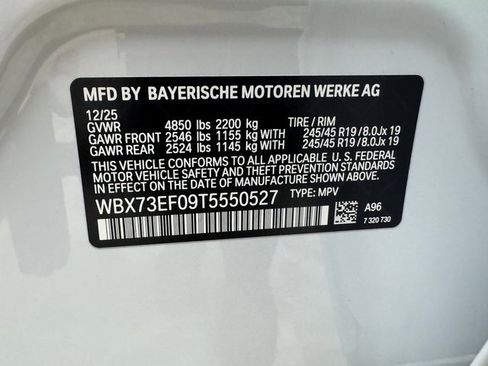 MFD BY BAYERISCHE MOTOREN WERKE AG
12/25
GVWR 4850 lbs 2200 kg TIRE / RIM
GAWR FRONT 2546 lbs 1155 kg WITH 245/45 R19 / 8.0Jx 19
GAWR REAR 2524 lbs 1145 kg WITH 245/45 R19 / 8.0Jx 19
THIS VEHICLE CONFORMS TO ALL APPLICABLE U.S. FEDERAL
MOTOR VEHICLE SAFETY AND THEFT PREVENTION STANDARDS
IN EFFECT ON THE DATE OF MANUFACTURE SHOWN ABOVE.
WBX73EF09T5550527 TYPE: MPV
A96
7 320 730